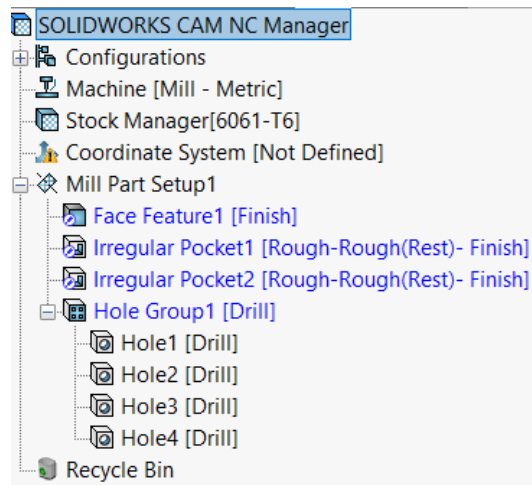 SOLIDWORKS CAM NC Manager
Configurations
Machine [Mill - Metric]
Stock Manager[6061-T6]
Coordinate System [Not Defined]
Mill Part Setup1
Face Feature1 [Finish]
Irregular Pocket1 [Rough-Rough(Rest)- Finish]
Irregular Pocket2 [Rough-Rough(Rest)- Finish]
Hole Group1 [Drill]
Hole1 [Drill]
Hole2 [Drill]
Hole3 [Drill]
Hole4 [Drill]
Recycle Bin